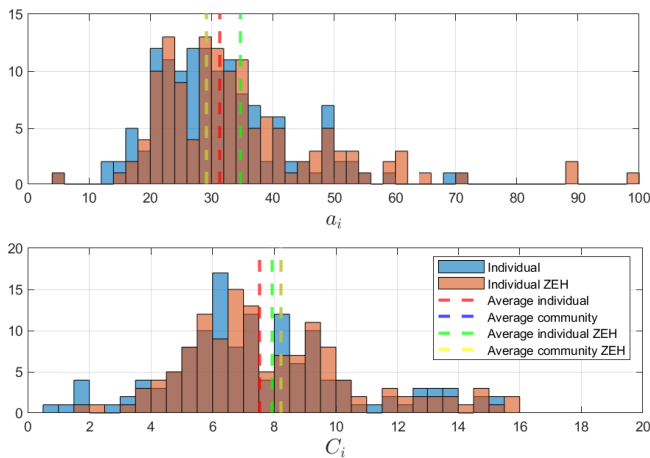 15
10
5
0
0 10 20 30 40 50 60 70 80 90 100
a_i
20
15
10
5
0
0 2 4 6 8 10 12 14 16 18 20
C_i
Individual
Individual ZEH
Average individual
Average community
Average individual ZEH
Average community ZEH